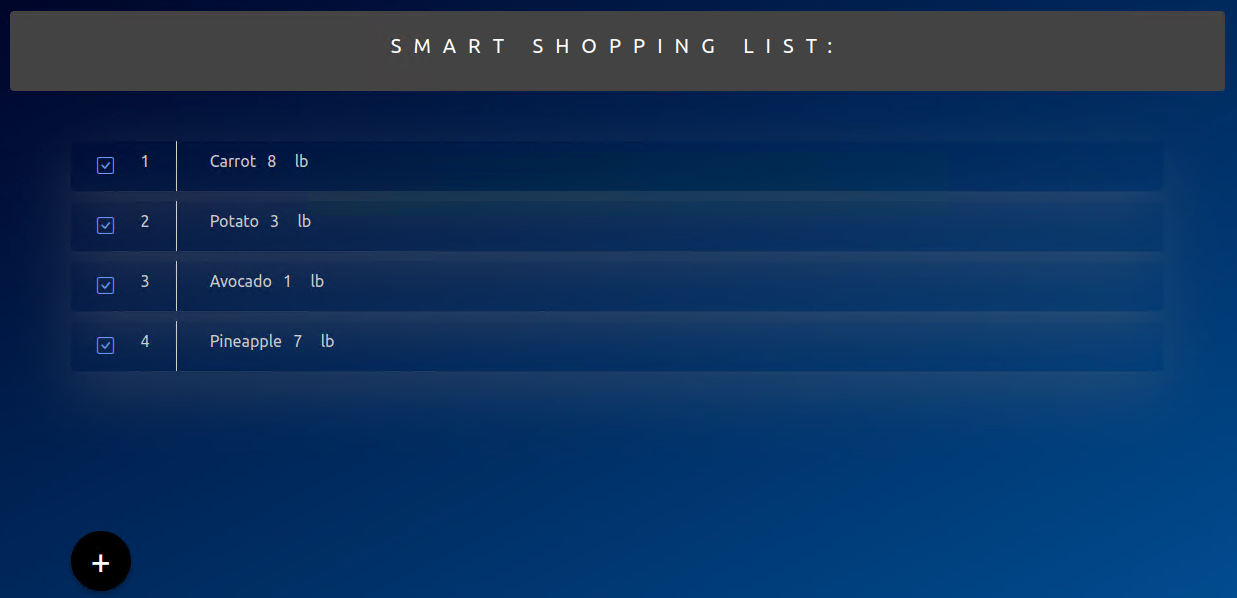 SMART SHOPPING LIST:
1 Carrot 8 lb
2 Potato 3 lb
3 Avocado 1 lb
4 Pineapple 7 lb
+